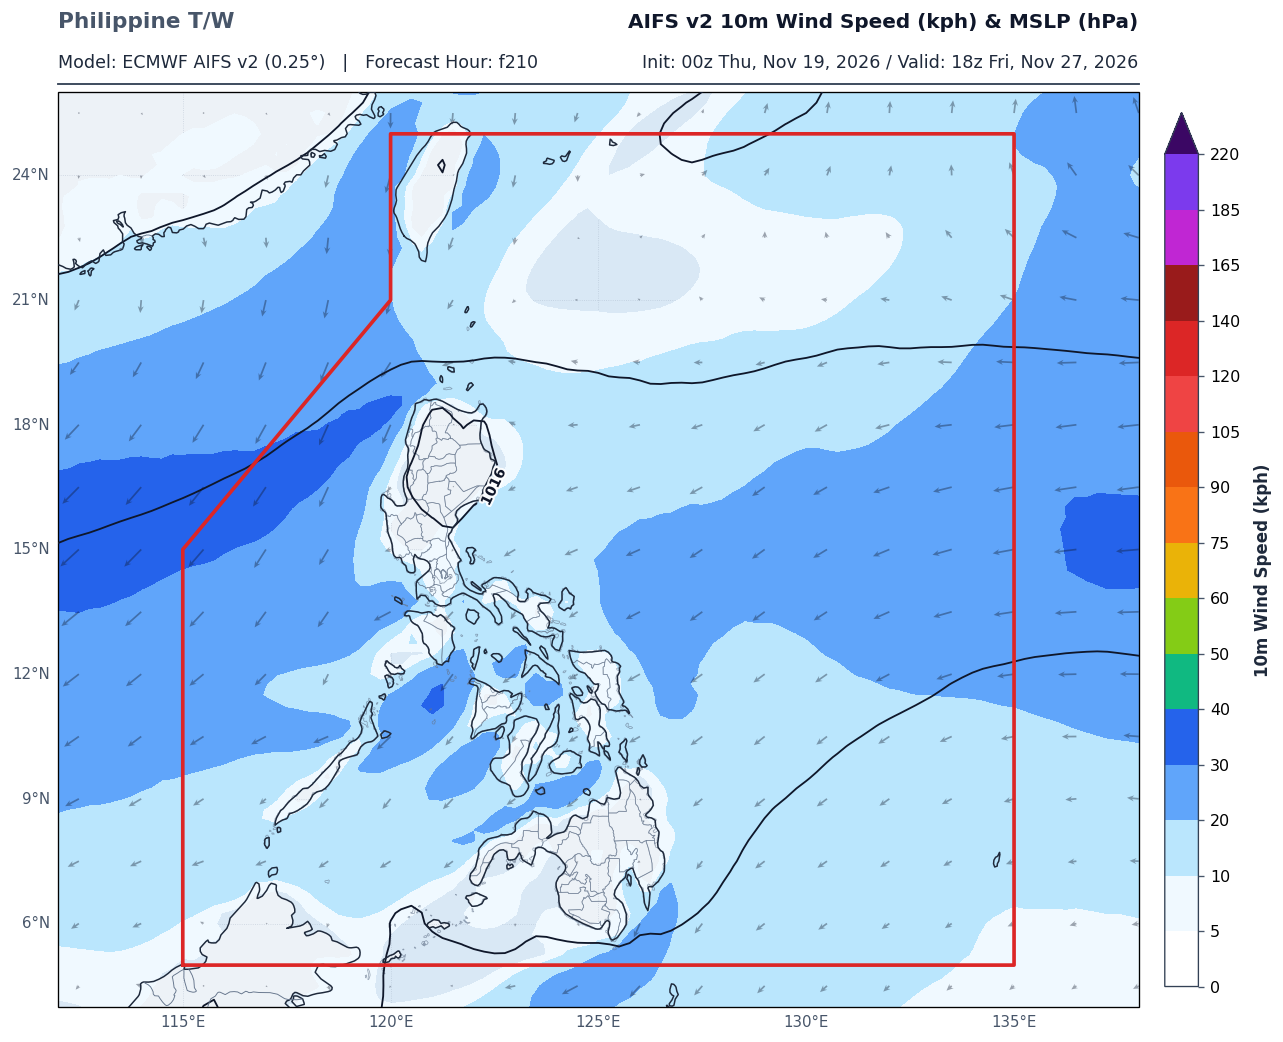 Philippine T/W
AIFS v2 10m Wind Speed (kph) & MSLP (hPa)
Model: ECMWF AIFS v2 (0.25°) | Forecast Hour: f210
Init: 00z Thu, Nov 19, 2026 / Valid: 18z Fri, Nov 27, 2026
24°N
21°N
18°N
15°N
12°N
9°N
6°N
1016
115°E
120°E
125°E
130°E
135°E
220
185
165
140
120
105
90
75
60
50
40
30
20
10
5
0
10m Wind Speed (kph)